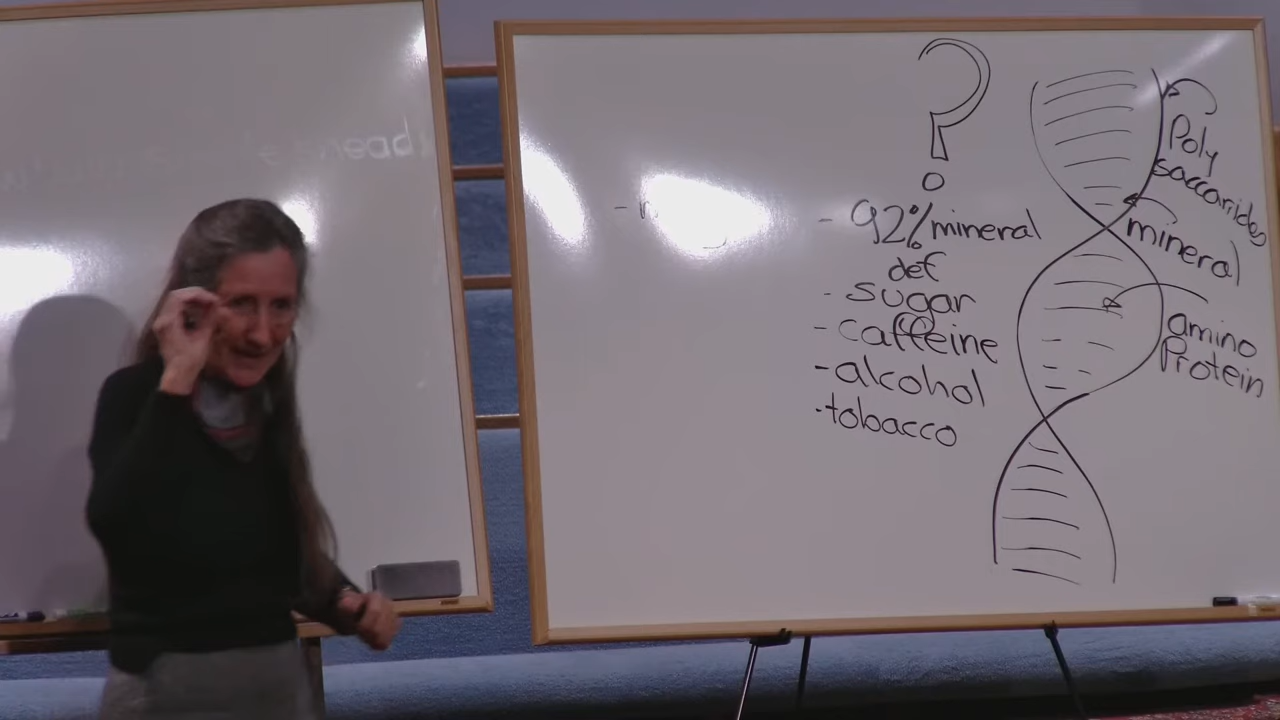 ?
- 92% mineral
def
- sugar
- caffeine
- alcohol
- tobacco
Poly
saccarides
mineral
amino
Protein